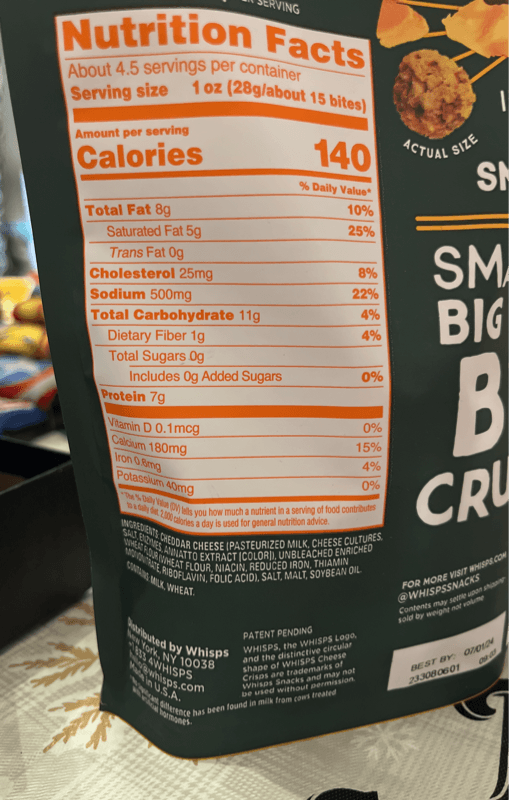 SERVING
Nutrition Facts
About 4.5 servings per container
Serving size 1 oz (28g/about 15 bites)
Amount per serving
Calories 140
% Daily Value*
Total Fat 8g 10%
Saturated Fat 5g 25%
Trans Fat 0g
Cholesterol 25mg 8%
Sodium 500mg 22%
Total Carbohydrate 11g 4%
Dietary Fiber 1g 4%
Total Sugars 0g
Includes 0g Added Sugars 0%
Protein 7g
Vitamin D 0.1mcg 0%
Calcium 180mg 15%
Iron 0.6mg 4%
Potassium 40mg 0%
*The % Daily Value (DV) tells you how much a nutrient in a serving of food contributes
to a daily diet. 2,000 calories a day is used for general nutrition advice.
INGREDIENTS: CHEDDAR CHEESE (PASTEURIZED MILK, CHEESE CULTURES,
SALT, ENZYMES, ANNATTO EXTRACT [COLOR]), UNBLEACHED ENRICHED
WHEAT FLOUR (WHEAT FLOUR, NIACIN, REDUCED IRON, THIAMIN
MONONITRATE, RIBOFLAVIN, FOLIC ACID), SALT, MALT, SOYBEAN OIL.
CONTAINS: MILK, WHEAT.
Distributed by Whisps
New York, NY 10038
833 4WHISPS
whisps.com
in U.S.A.
difference has been found in milk from cows treated
hormones.
PATENT PENDING
WHISPS, the WHISPS Logo,
and the distinctive circular
shape of WHISPS Cheese
Crisps are trademarks of
Whisps Snacks and may not
be used without permission.
ACTUAL SIZE
SM
BIG
B
CRU
FOR MORE VISIT WHISPS.COM
@WHISPSSNACKS
Contents may settle upon shipping
sold by weight not volume
BEST BY: 07/01/24
2330B0601